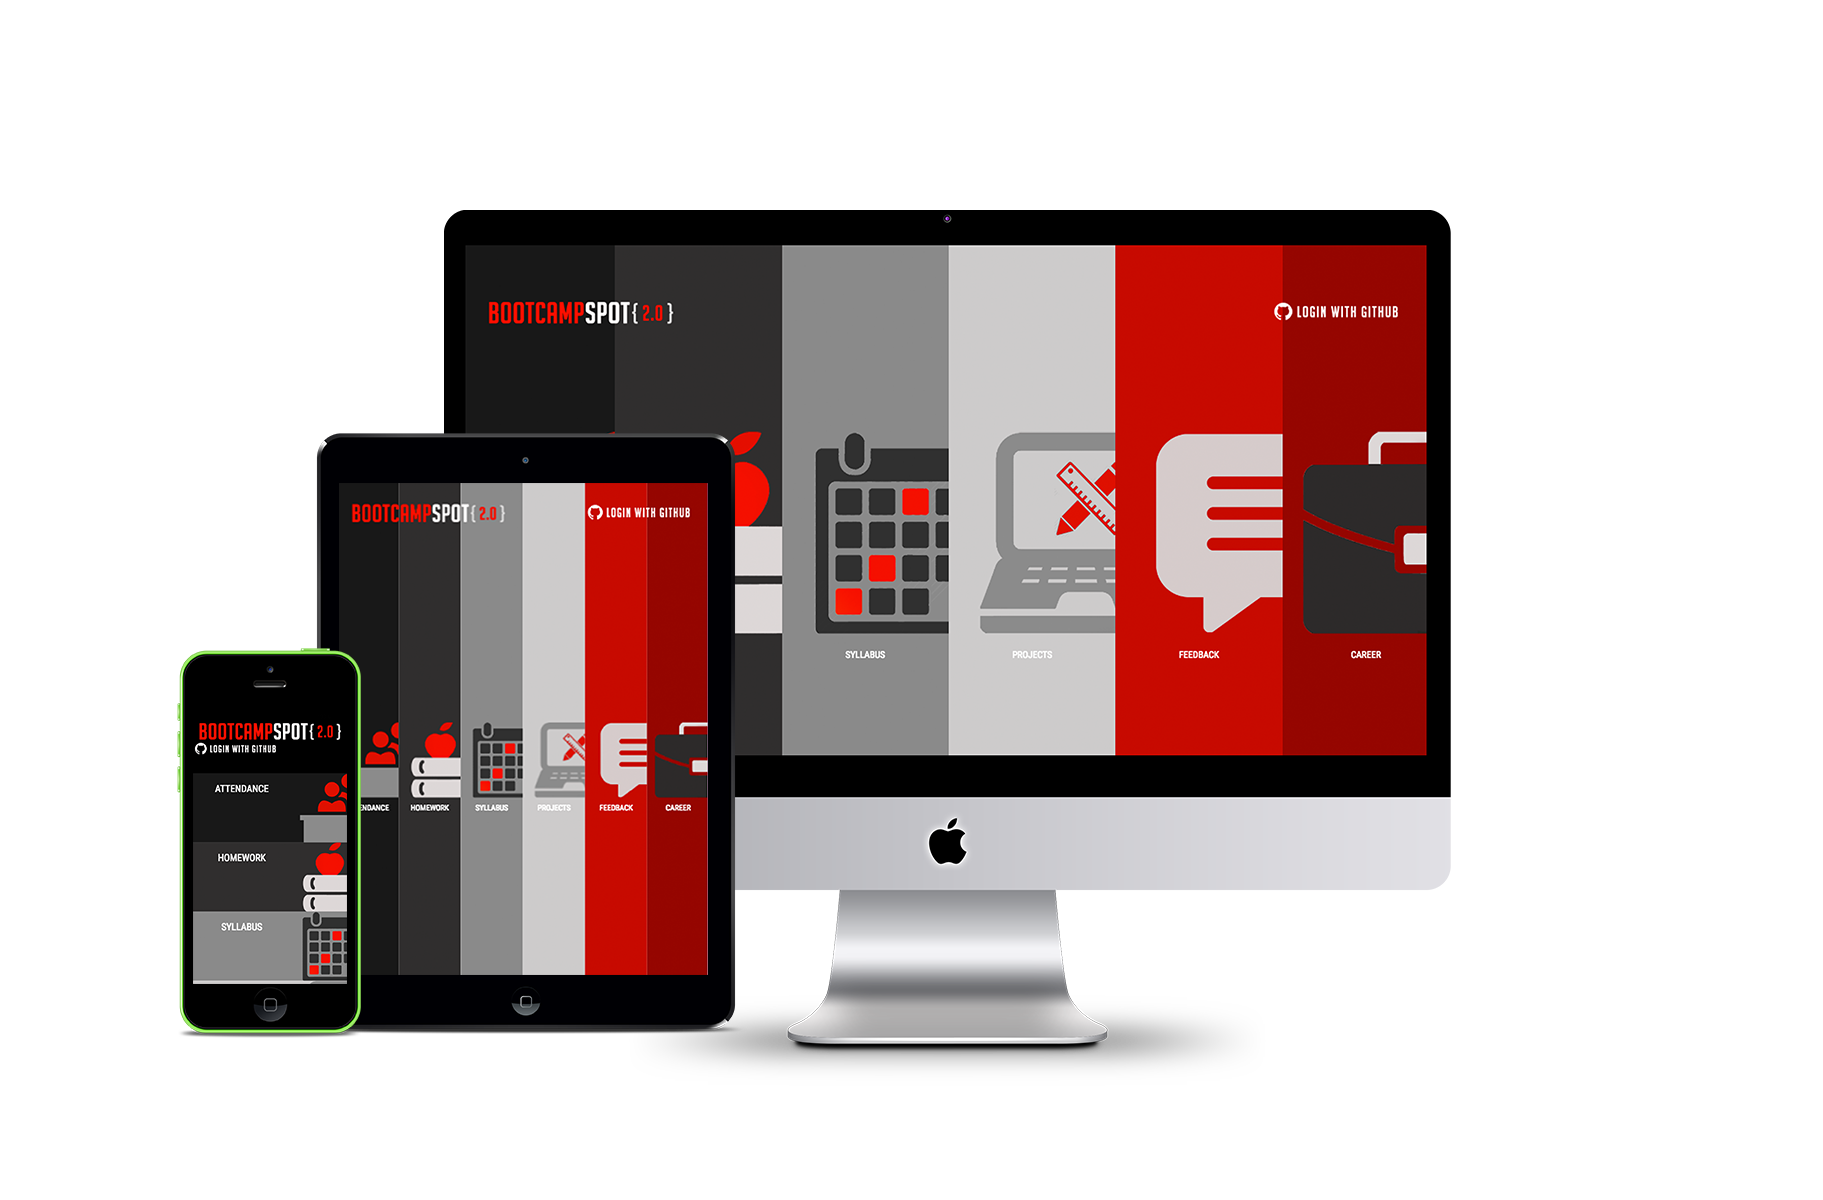 BOOTCAMPSPOT{ 2.0 }
LOGIN WITH GITHUB
SYLLABUS
PROJECTS
FEEDBACK
CAREER
BOOTCAMPSPOT{ 2.0 }
LOGIN WITH GITHUB
NDANCE
HOMEWORK
SYLLABUS
PROJECTS
FEEDBACK
CAREER
BOOTCAMPSPOT{ 2.0 }
LOGIN WITH GITHUB
ATTENDANCE
HOMEWORK
SYLLABUS